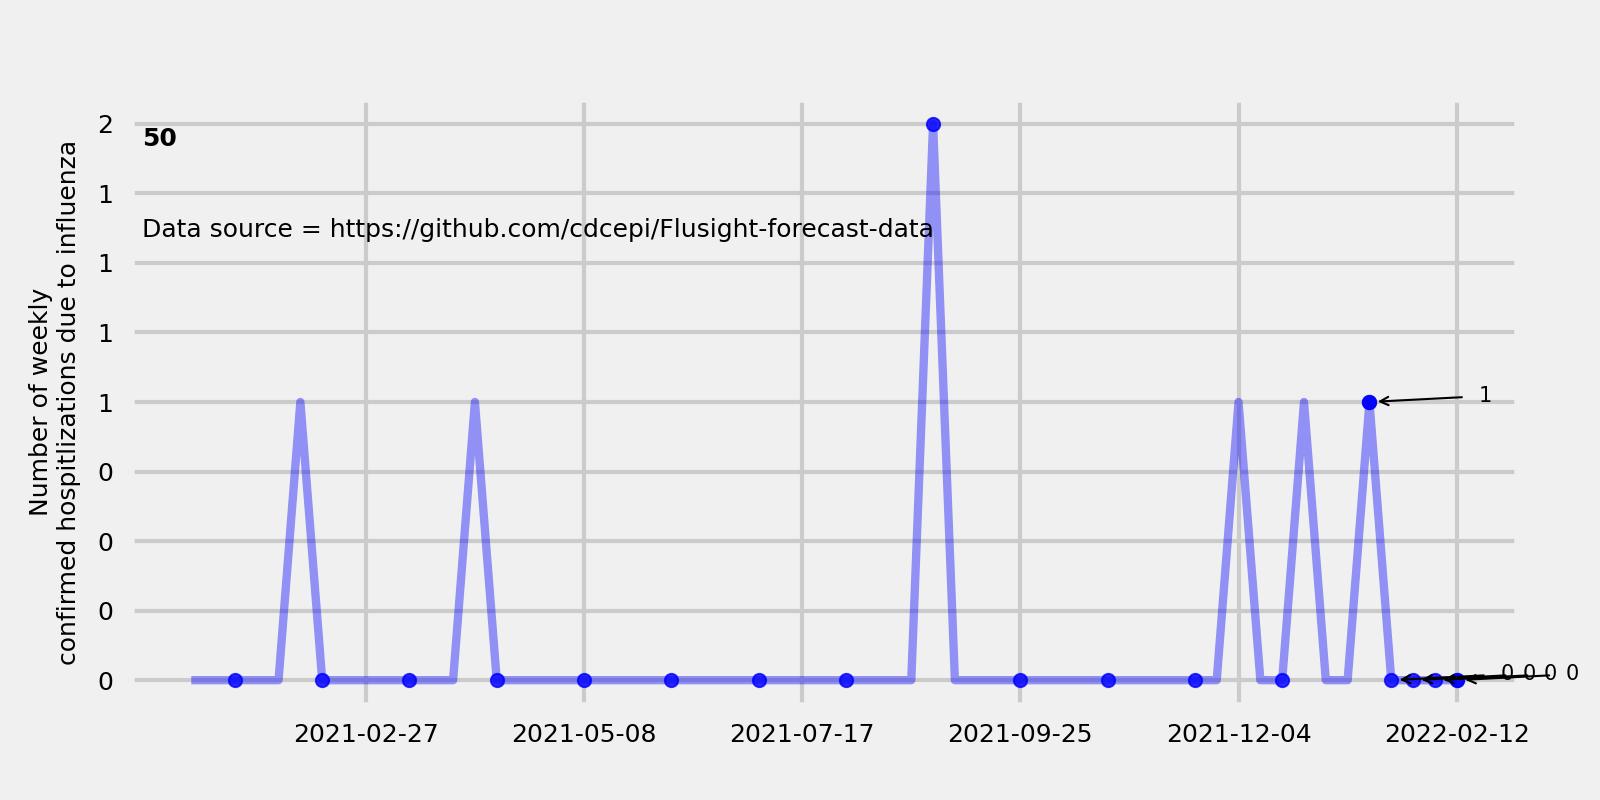 Number of weekly
confirmed hospitlizations due to influenza
2
50
1
Data source = https://github.com/cdcepi/Flusight-forecast-data
1
1
1
1
0
0
0
0
0 0 0 0
2021-02-27 2021-05-08 2021-07-17 2021-09-25 2021-12-04 2022-02-12